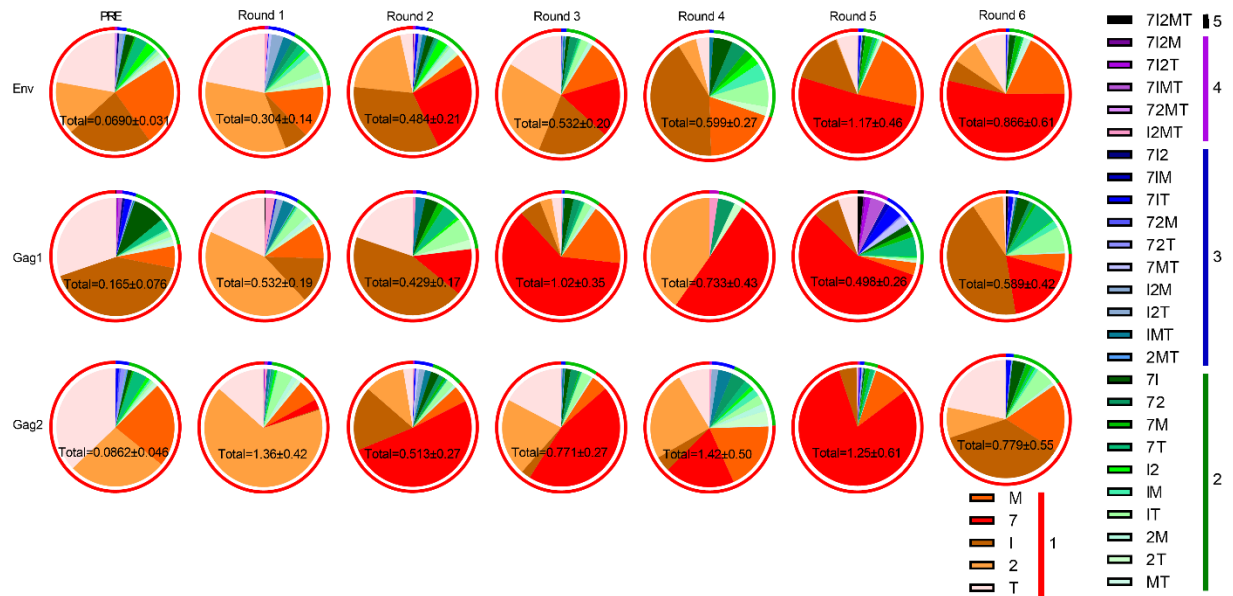 PRE Round 1 Round 2 Round 3 Round 4 Round 5 Round 6
Env
Total=0.0690±0.031 Total=0.304±0.14 Total=0.484±0.21 Total=0.532±0.20 Total=0.599±0.27 Total=1.17±0.46 Total=0.866±0.61
Gag1
Total=0.165±0.076 Total=0.532±0.19 Total=0.429±0.17 Total=1.02±0.35 Total=0.733±0.43 Total=0.498±0.26 Total=0.589±0.42
Gag2
Total=0.0862±0.046 Total=1.36±0.42 Total=0.513±0.27 Total=0.771±0.27 Total=1.42±0.50 Total=1.25±0.61 Total=0.779±0.55
M
7
I
2
T
1
7I2MT
5
7I2M
7I2T
7IMT
72MT
I2MT
4
7I2
7IM
7IT
72M
72T
7MT
I2M
I2T
IMT
2MT
3
7I
72
7M
7T
I2
IM
IT
2M
2T
MT
2